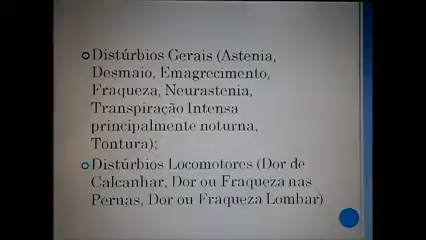 Distúrbios Gerais (Astenia,
Desmaio, Emagrecimento,
Fraqueza, Neurastenia,
Transpiração Intensa
principalmente noturna,
Tontura);
Distúrbios Locomotores (Dor de
Calcanhar, Dor ou Fraqueza nas
Pernas, Dor ou Fraqueza Lombar)